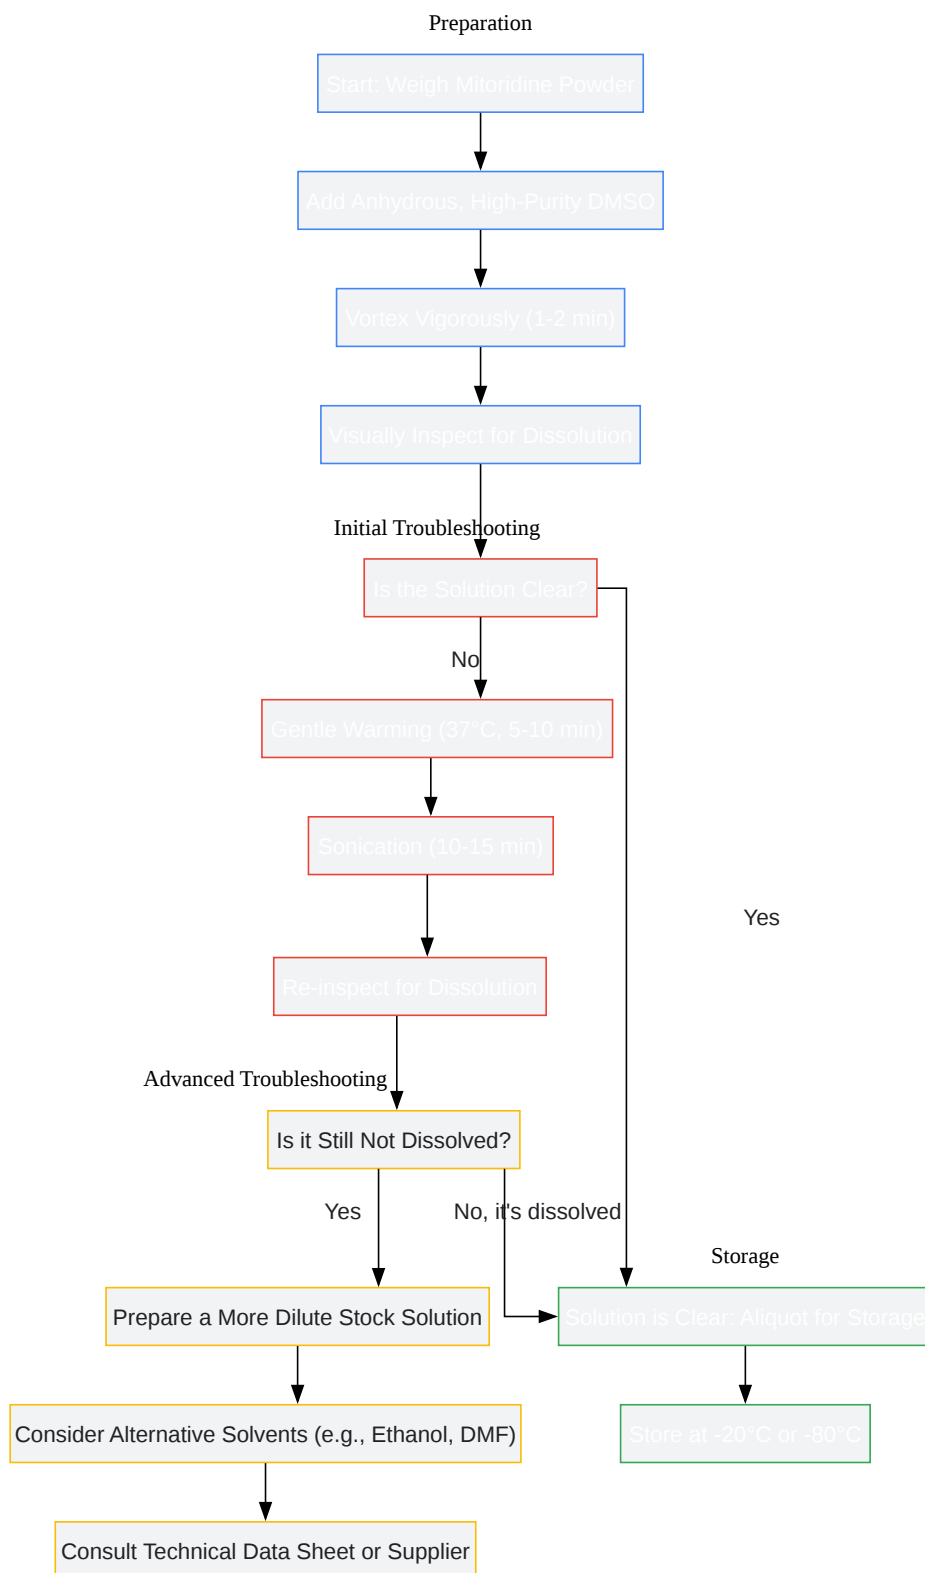 Preparation
Start: Weigh Mitoridine Powder
Add Anhydrous, High-Purity DMSO
Vortex Vigorously (1-2 min)
Visually Inspect for Dissolution
Initial Troubleshooting
Is the Solution Clear?
No
Gentle Warming (37°C, 5-10 min)
Sonication (10-15 min)
Yes
Re-inspect for Dissolution
Advanced Troubleshooting
Is it Still Not Dissolved?
Yes
No, it's dissolved
Storage
Prepare a More Dilute Stock Solution
Solution is Clear: Aliquot for Storage
Consider Alternative Solvents (e.g., Ethanol, DMF)
Store at -20°C or -80°C
Consult Technical Data Sheet or Supplier